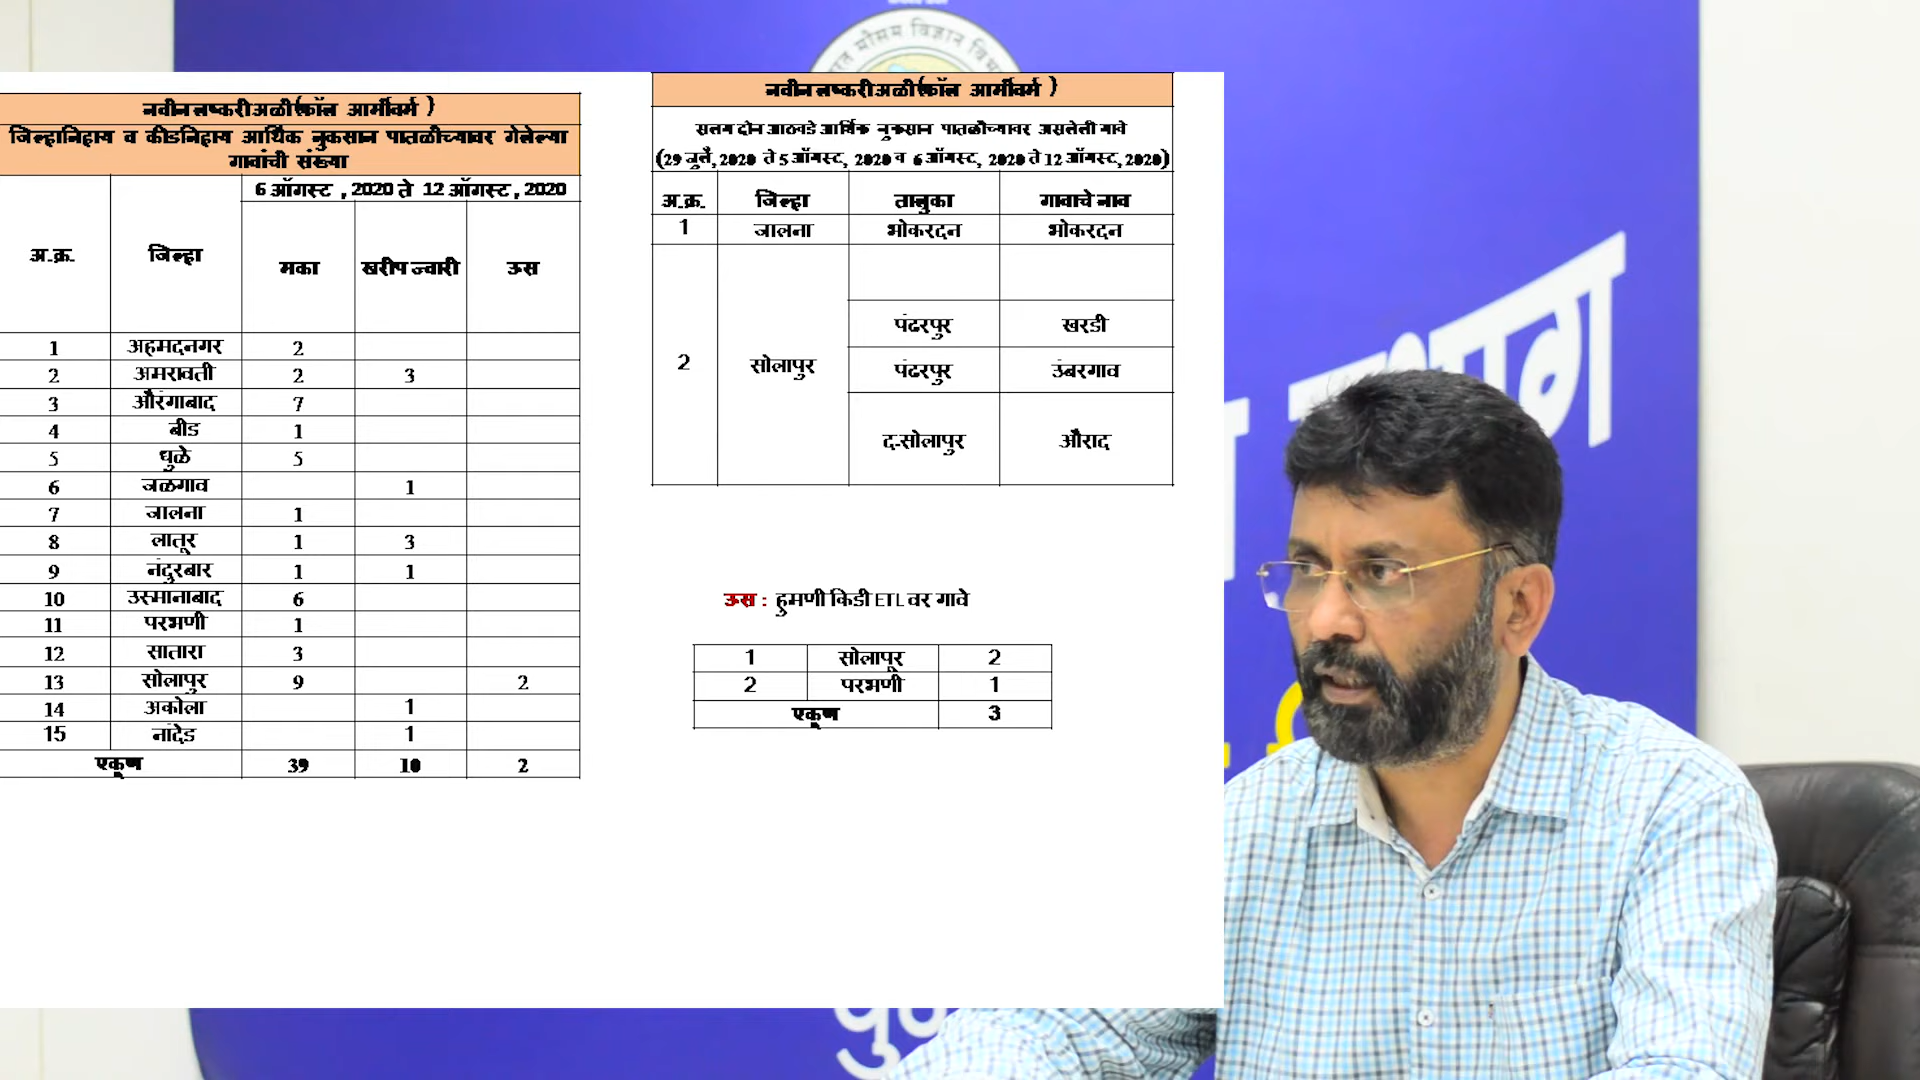 भारत मौसम विज्ञान विभाग
नवीन लष्करी अळी (फॉल आर्मीवर्म )
जिल्हानिहाय व कीडनिहाय आर्थिक नुकसान पातळीच्यावर गेलेल्या
गावांची संख्या
6 ऑगस्ट , 2020 ते 12 ऑगस्ट , 2020
अ.क्र. जिल्हा मका खरीप ज्वारी ऊस
1 अहमदनगर 2
2 अमरावती 2 3
3 औरंगाबाद 7
4 बीड 1
5 धुळे 5
6 जळगाव 1
7 जालना 1
8 लातूर 1 3
9 नंदुरबार 1 1
10 उस्मानाबाद 6
11 परभणी 1
12 सातारा 3
13 सोलापुर 9 2
14 अकोला 1
15 नांदेड 1
एकूण 39 10 2
नवीन लष्करी अळी (फॉल आर्मीवर्म )
सलग दोन आठवडे आर्थिक नुकसान पातळीच्यावर असलेली गावे
(29 जुलै, 2020 ते 5 ऑगस्ट, 2020 व 6 ऑगस्ट, 2020 ते 12 ऑगस्ट, 2020)
अ.क्र. जिल्हा तालुका गावाचे नाव
1 जालना भोकरदन भोकरदन
2 सोलापुर
पंढरपुर खरडी
पंढरपुर उंबरगाव
द-सोलापुर औराद
ऊस : हुमणी किडी ETL वर गावे
1 सोलापूर 2
2 परभणी 1
एकूण 3